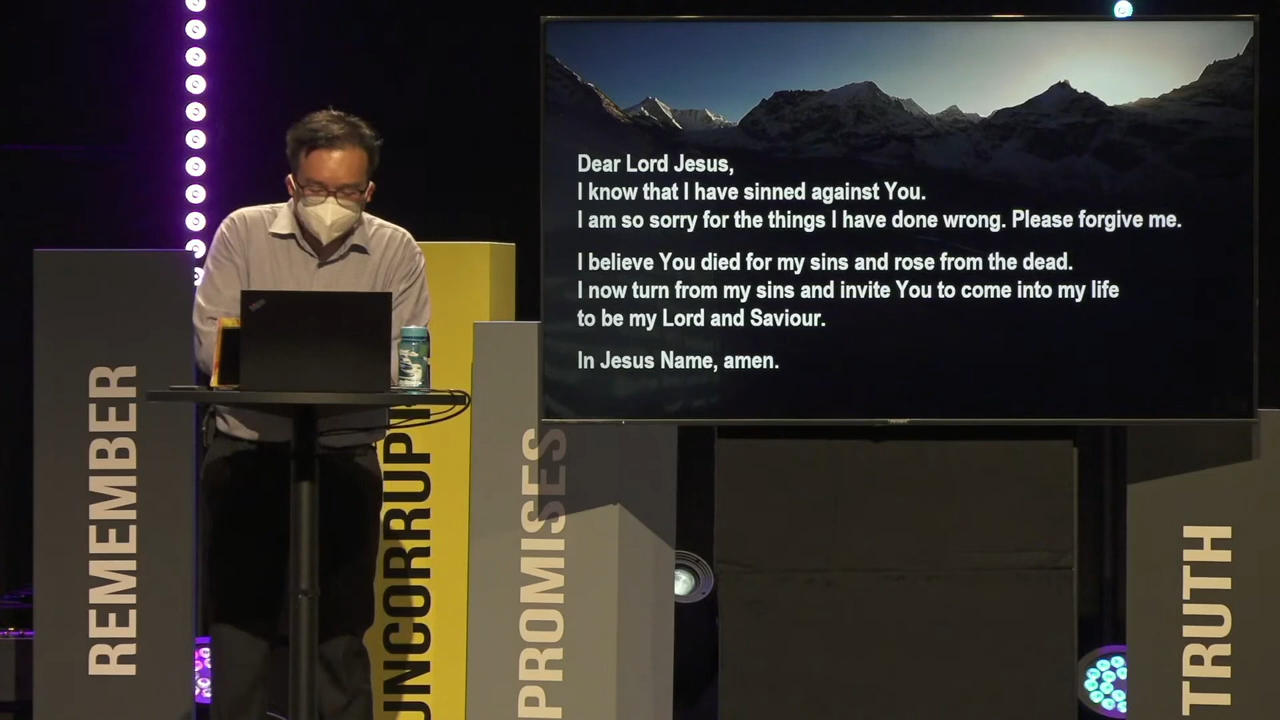 Dear Lord Jesus,
I know that I have sinned against You.
I am so sorry for the things I have done wrong. Please forgive me.
I believe You died for my sins and rose from the dead.
I now turn from my sins and invite You to come into my life
to be my Lord and Saviour.
In Jesus Name, amen.
REMEMBER
UNCORRUPT
PROMISES
TRUTH